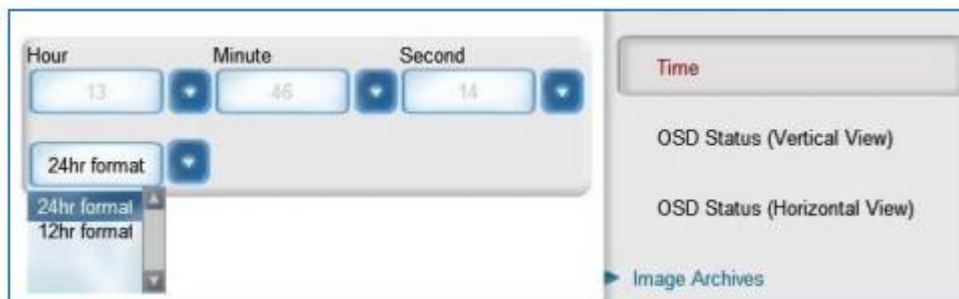 Hour Minute Second
13 46 14
24hr format
24hr format
12hr format
Time
OSD Status (Vertical View)
OSD Status (Horizontal View)
Image Archives